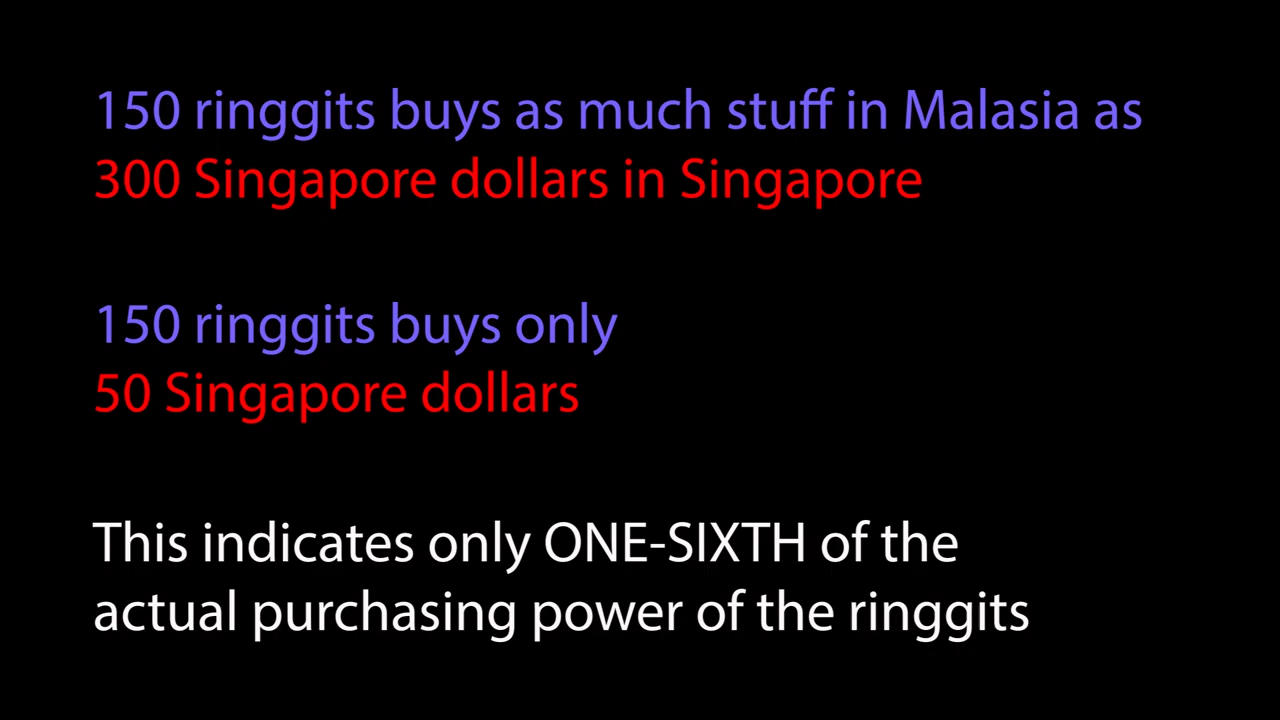 150 ringgits buys as much stuff in Malasia as
300 Singapore dollars in Singapore
150 ringgits buys only
50 Singapore dollars
This indicates only ONE-SIXTH of the
actual purchasing power of the ringgits